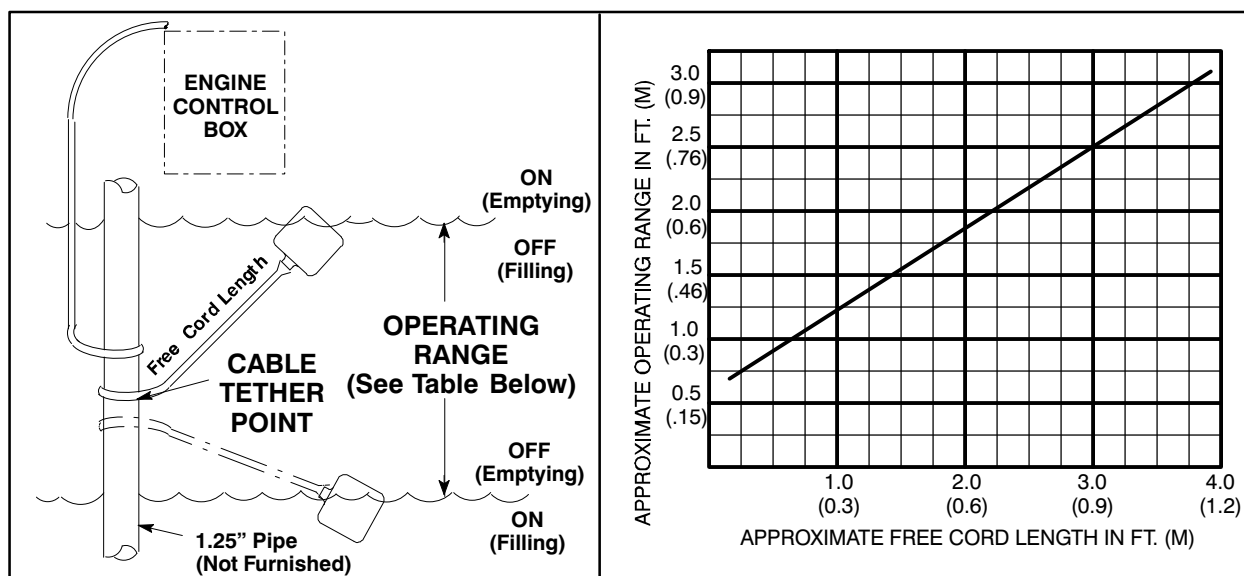 ENGINE
CONTROL
BOX
ON
(Emptying)
OFF
(Filling)
Free Cord Length
OPERATING
RANGE
(See Table Below)
CABLE
TETHER
POINT
OFF
(Emptying)
ON
(Filling)
1.25” Pipe
(Not Furnished)
APPROXIMATE OPERATING RANGE IN FT. (M)
3.0
(0.9)
2.5
(.76)
2.0
(0.6)
1.5
(.46)
1.0
(0.3)
0.5
(.15)
1.0 2.0 3.0 4.0
(0.3) (0.6) (0.9) (1.2)
APPROXIMATE FREE CORD LENGTH IN FT. (M)